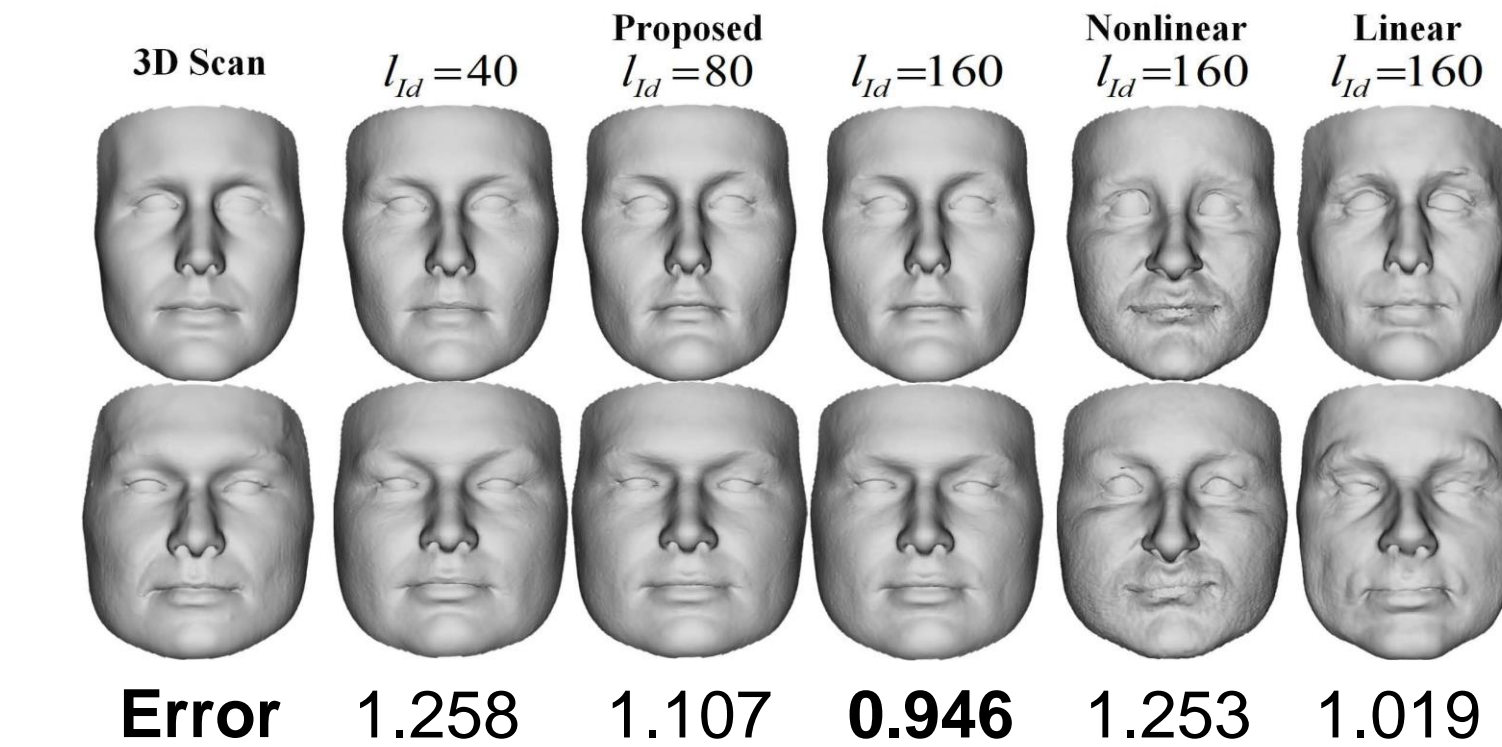 Proposed Nonlinear Linear
3D Scan l_Id =40 l_Id =80 l_Id=160 l_Id=160 l_Id=160
Error 1.258 1.107 0.946 1.253 1.019